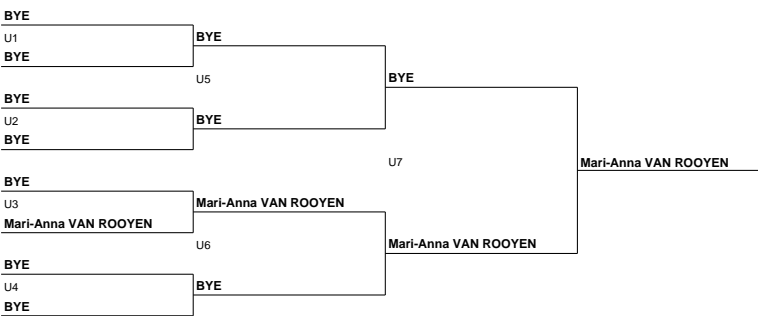 BYE
U1
BYE
BYE
U5
BYE
BYE
U2
BYE
BYE
U7
Mari-Anna VAN ROOYEN
BYE
U3
Mari-Anna VAN ROOYEN
Mari-Anna VAN ROOYEN
U6
Mari-Anna VAN ROOYEN
BYE
U4
BYE
BYE